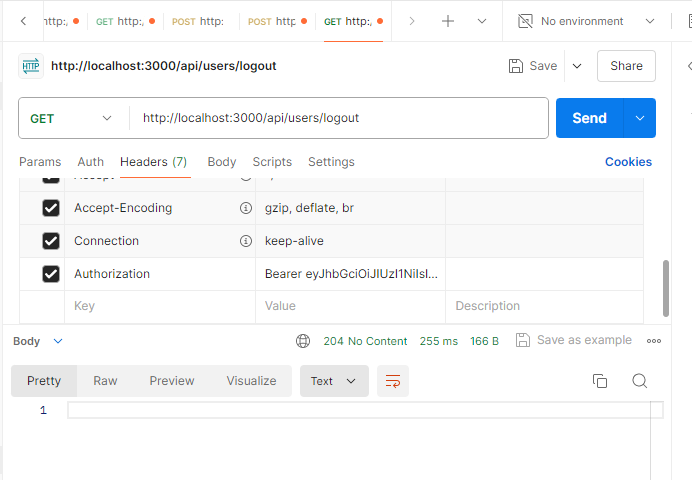 http:, GET http:, POST http: POST http GET http:, No environment
HTTP http://localhost:3000/api/users/logout Save Share
GET http://localhost:3000/api/users/logout Send
Params Auth Headers (7) Body Scripts Settings Cookies
Accept
Accept-Encoding gzip, deflate, br
Connection keep-alive
Authorization Bearer eyJhbGciOiJIUzI1NiIsI...
Key Value Description
Body 204 No Content 255 ms 166 B Save as example
Pretty Raw Preview Visualize Text
1